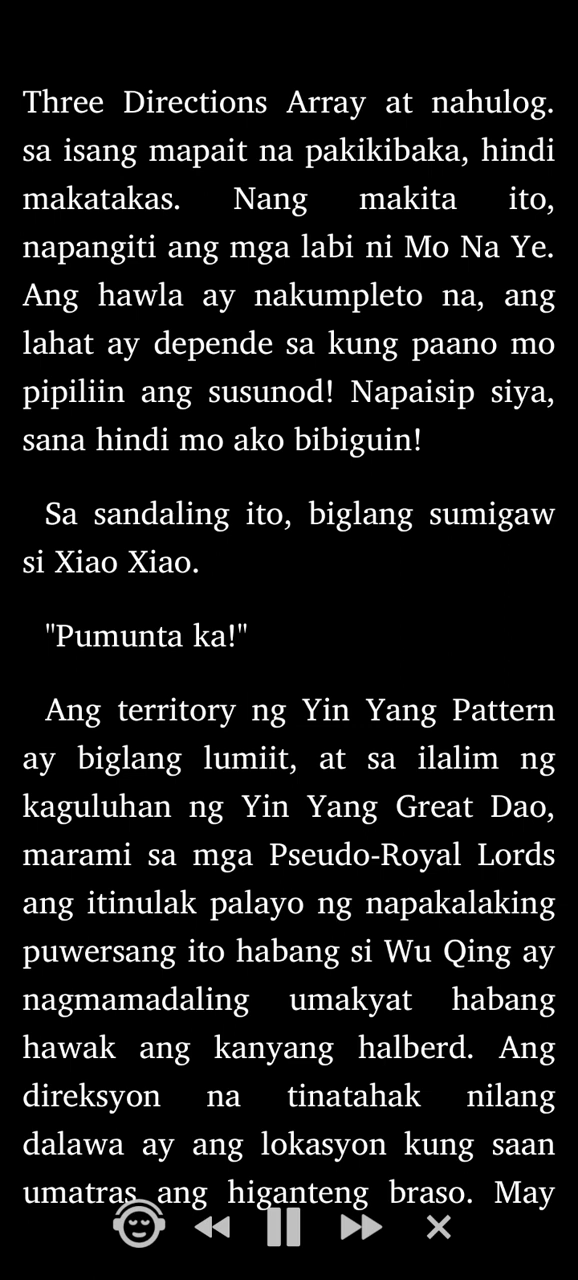 Three Directions Array at nahulog.
sa isang mapait na pakikibaka, hindi
makatakas. Nang makita ito,
napangiti ang mga labi ni Mo Na Ye.
Ang hawla ay nakumpleto na, ang
lahat ay depende sa kung paano mo
pipiliin ang susunod! Napaisip siya,
sana hindi mo ako bibiguin!
Sa sandaling ito, biglang sumigaw
si Xiao Xiao.
"Pumunta ka!"
Ang territory ng Yin Yang Pattern
ay biglang lumiit, at sa ilalim ng
kaguluhan ng Yin Yang Great Dao,
marami sa mga Pseudo-Royal Lords
ang itinulak palayo ng napakalaking
puwersang ito habang si Wu Qing ay
nagmamadaling umakyat habang
hawak ang kanyang halberd. Ang
direksyon na tinatahak nilang
dalawa ay ang lokasyon kung saan
umatras ang higanteng braso. May